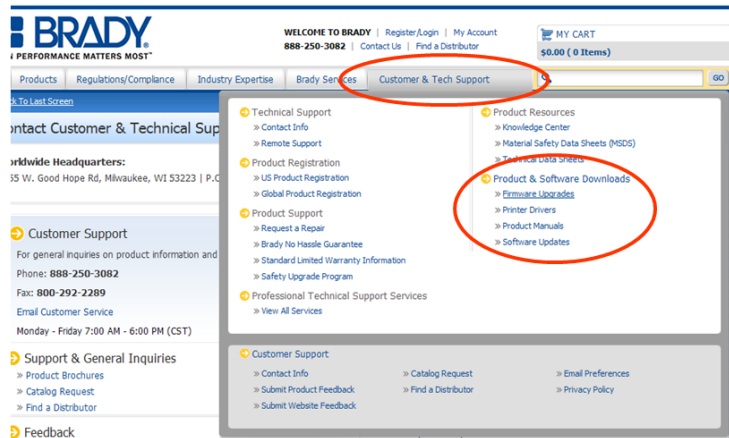 BRADY.
PERFORMANCE MATTERS MOST™
WELCOME TO BRADY | Register/Login | My Account
888-250-3082 | Contact Us | Find a Distributor
MY CART
$0.00 ( 0 Items)
Products
Regulations/Compliance
Industry Expertise
Brady Services
Customer & Tech Support
GO
k To Last Screen
ontact Customer & Technical Sup
orldwide Headquarters:
55 W. Good Hope Rd, Milwaukee, WI 53223 | P.O
Customer Support
For general inquiries on product information and
Phone: 888-250-3082
Fax: 800-292-2289
Email Customer Service
Monday - Friday 7:00 AM - 6:00 PM (CST)
Support & General Inquiries
» Product Brochures
» Catalog Request
» Find a Distributor
Feedback
Technical Support
» Contact Info
» Remote Support
Product Registration
» US Product Registration
» Global Product Registration
Product Support
» Request a Repair
» Brady No Hassle Guarantee
» Standard Limited Warranty Information
» Safety Upgrade Program
Professional Technical Support Services
» View All Services
Product Resources
» Knowledge Center
» Material Safety Data Sheets (MSDS)
» Technical Data Sheets
Product & Software Downloads
» Firmware Upgrades
» Printer Drivers
» Product Manuals
» Software Updates
Customer Support
» Contact Info
» Submit Product Feedback
» Submit Website Feedback
» Catalog Request
» Find a Distributor
» Email Preferences
» Privacy Policy